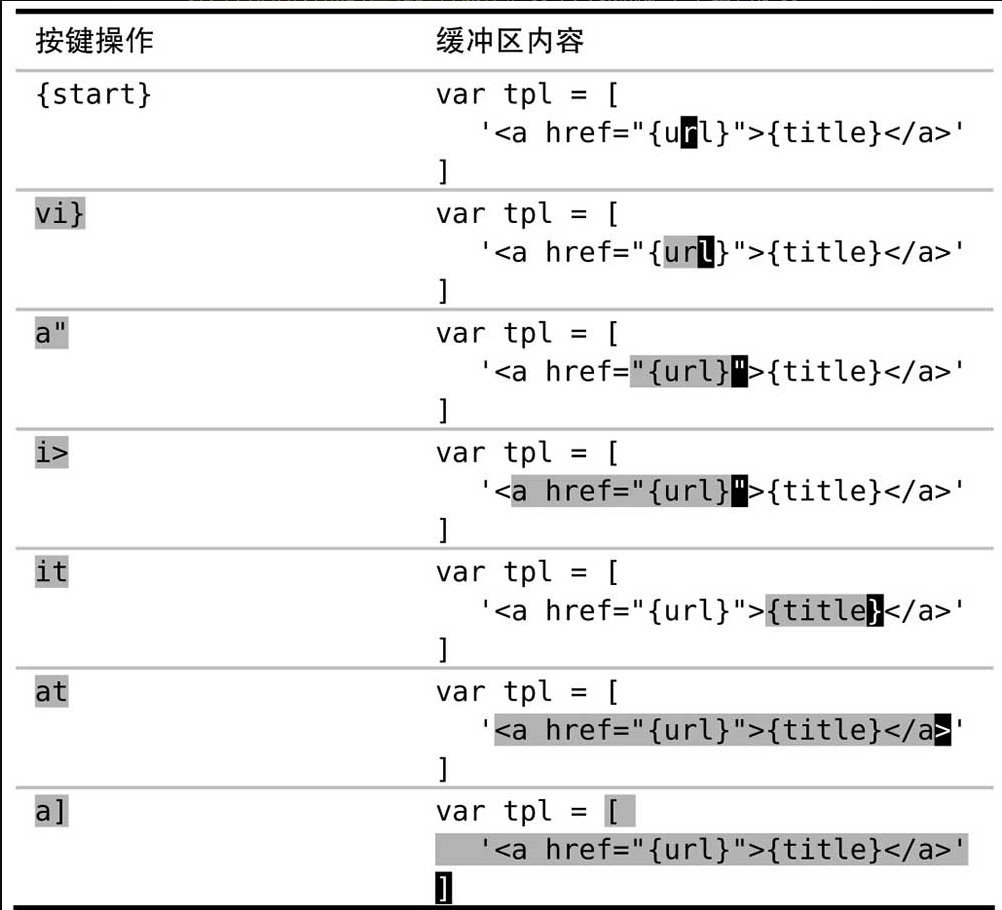 按键操作 缓冲区内容
{start} var tpl = [
'<a href="{url}">{title}</a>'
]
vi} var tpl = [
'<a href="{url}">{title}</a>'
]
a" var tpl = [
'<a href="{url}">{title}</a>'
]
i> var tpl = [
'<a href="{url}">{title}</a>'
]
it var tpl = [
'<a href="{url}">{title}</a>'
]
at var tpl = [
'<a href="{url}">{title}</a>'
]
a] var tpl = [
'<a href="{url}">{title}</a>'
]